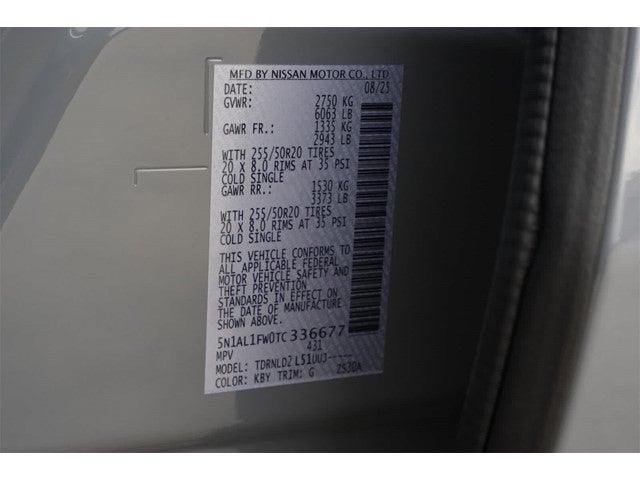 MFD BY NISSAN MOTOR CO., LTD
DATE: 08/25
GVWR: 2750 KG
6063 LB
GAWR FR.: 1335 KG
2943 LB
WITH 255/50R20 TIRES
20 X 8.0 RIMS AT 35 PSI
COLD SINGLE
GAWR RR.: 1530 KG
3373 LB
WITH 255/50R20 TIRES
20 X 8.0 RIMS AT 35 PSI
COLD SINGLE
THIS VEHICLE CONFORMS TO
ALL APPLICABLE FEDERAL
MOTOR VEHICLE SAFETY AND
THEFT PREVENTION
STANDARDS IN EFFECT ON
THE DATE OF MANUFACTURE
SHOWN ABOVE.
5N1AL1FW0TC336677
MPV 431
MODEL: TDRNLD2 L51UUJ-----
COLOR: KBY TRIM: G ZS30A